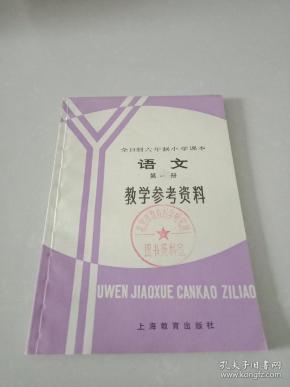 全日制六年制小学课本
语文
第一册
教学参考资料
图书资料室
UWEN JIAOXUE CANKAO ZILIAO
上海教育出版社
孔夫子旧书网